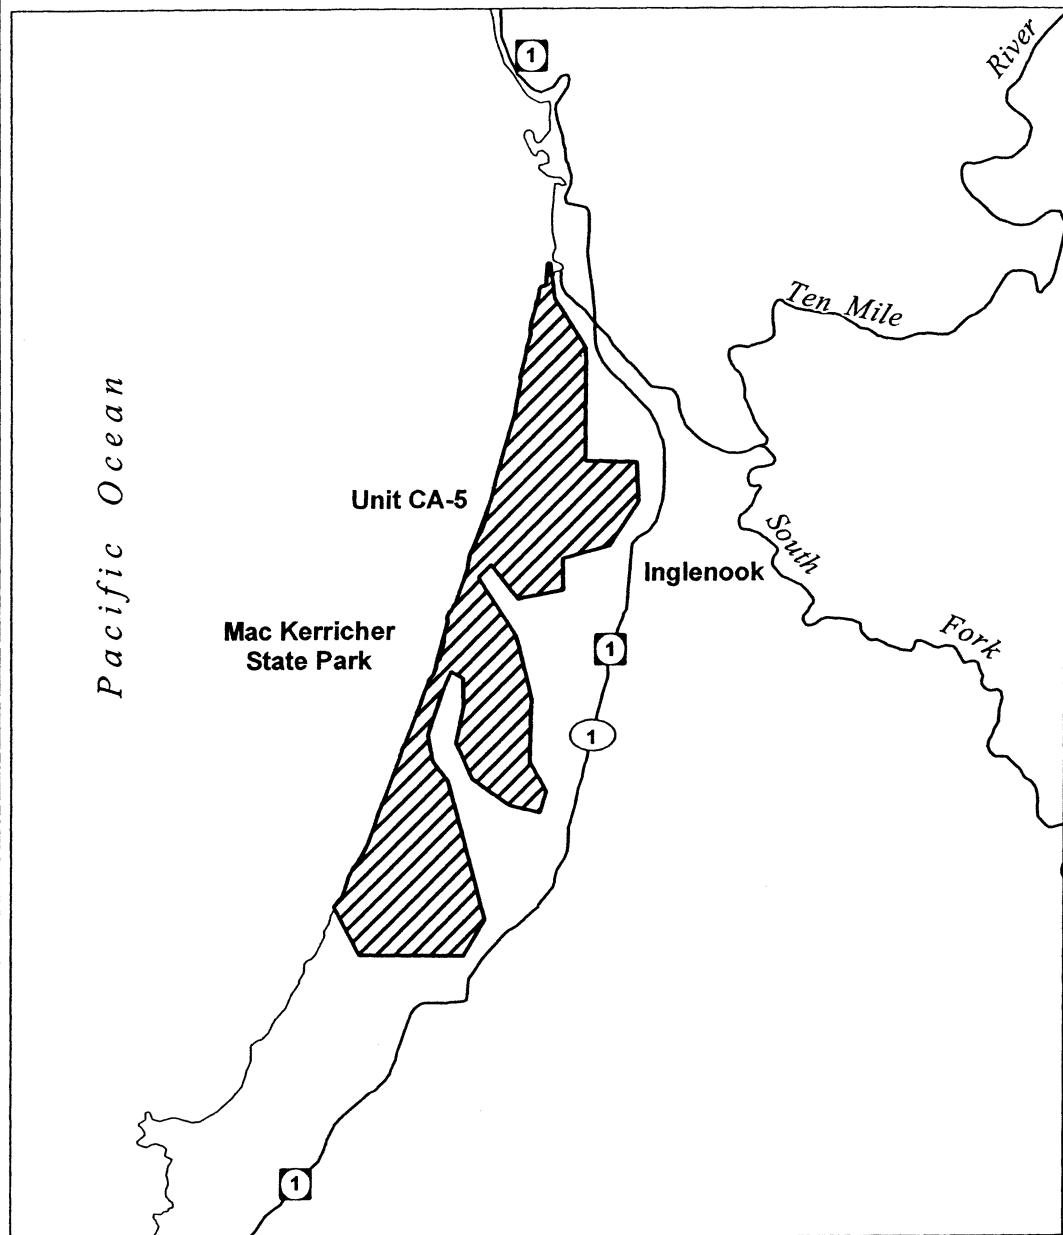 1
River
Ten Mile
Pacific Ocean
Unit CA-5
South
Inglenook
Mac Kerricher
State Park
Fork
1
1
1